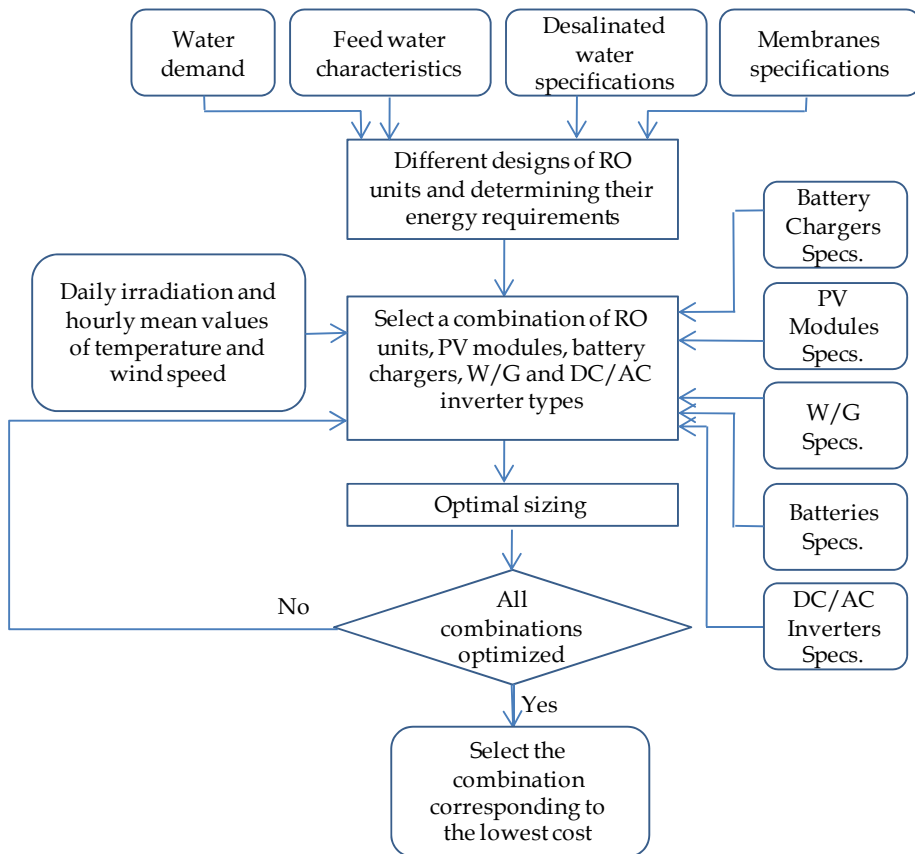 Water
demand
Feed water
characteristics
Desalinated
water
specifications
Membranes
specifications
Different designs of RO
units and determining their
energy requirements
Battery
Chargers
Specs.
Daily irradiation and
hourly mean values
of temperature and
wind speed
Select a combination of RO
units, PV modules, battery
chargers, W/G and DC/AC
inverter types
PV
Modules
Specs.
W/G
Specs.
Optimal sizing
Batteries
Specs.
No
All
combinations
optimized
DC/AC
Inverters
Specs.
Yes
Select the
combination
corresponding to
the lowest cost